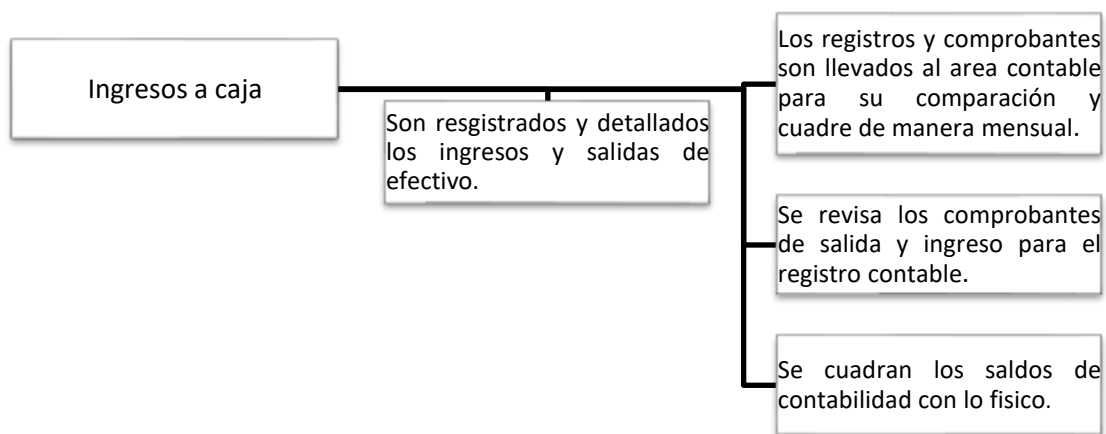 Ingresos a caja
Son resgistrados y detallados
los ingresos y salidas de
efectivo.
Los registros y comprobantes
son llevados al area contable
para su comparación y
cuadre de manera mensual.
Se revisa los comprobantes
de salida y ingreso para el
registro contable.
Se cuadran los saldos de
contabilidad con lo fisico.